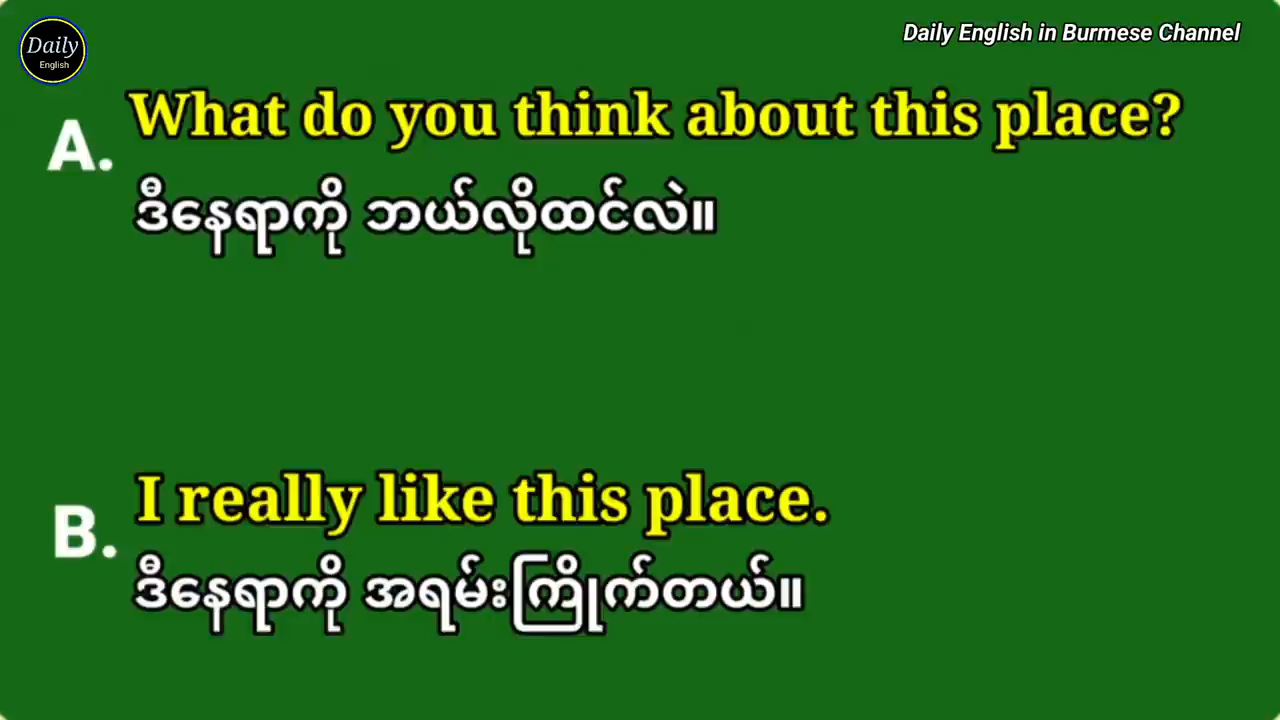 Daily
English
Daily English in Burmese Channel
A. What do you think about this place?
ဒီနေရာကို ဘယ်လိုထင်လဲ။
B. I really like this place.
ဒီနေရာကို အရမ်းကြိုက်တယ်။